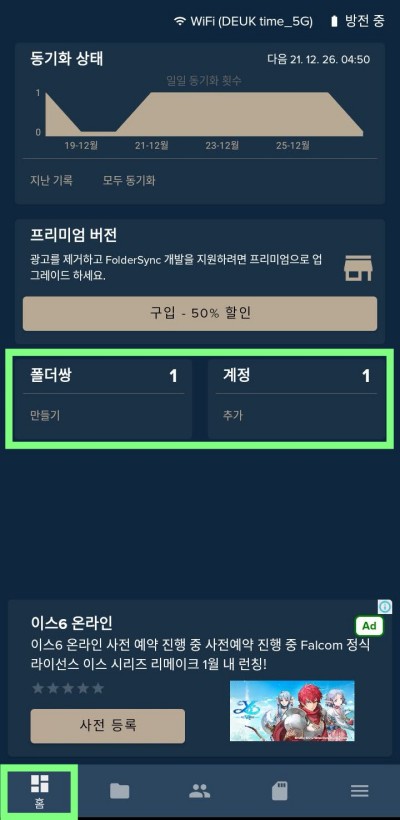 WiFi (DEUK time_5G) 방전 중
동기화 상태 다음 21. 12. 26. 04:50
일일 동기화 횟수
1
0
19-12월 21-12월 23-12월 25-12월
지난 기록 모두 동기화
프리미엄 버전
광고를 제거하고 FolderSync 개발을 지원하려면 프리미엄으로 업
그레이드 하세요.
구입 - 50% 할인
폴더쌍 1 계정 1
만들기 추가
이스6 온라인
Ad
이스6 온라인 사전 예약 진행 중 사전예약 진행 중 Falcom 정식
라이선스 이스 시리즈 리메이크 1월 내 런칭!
사전 등록
홈